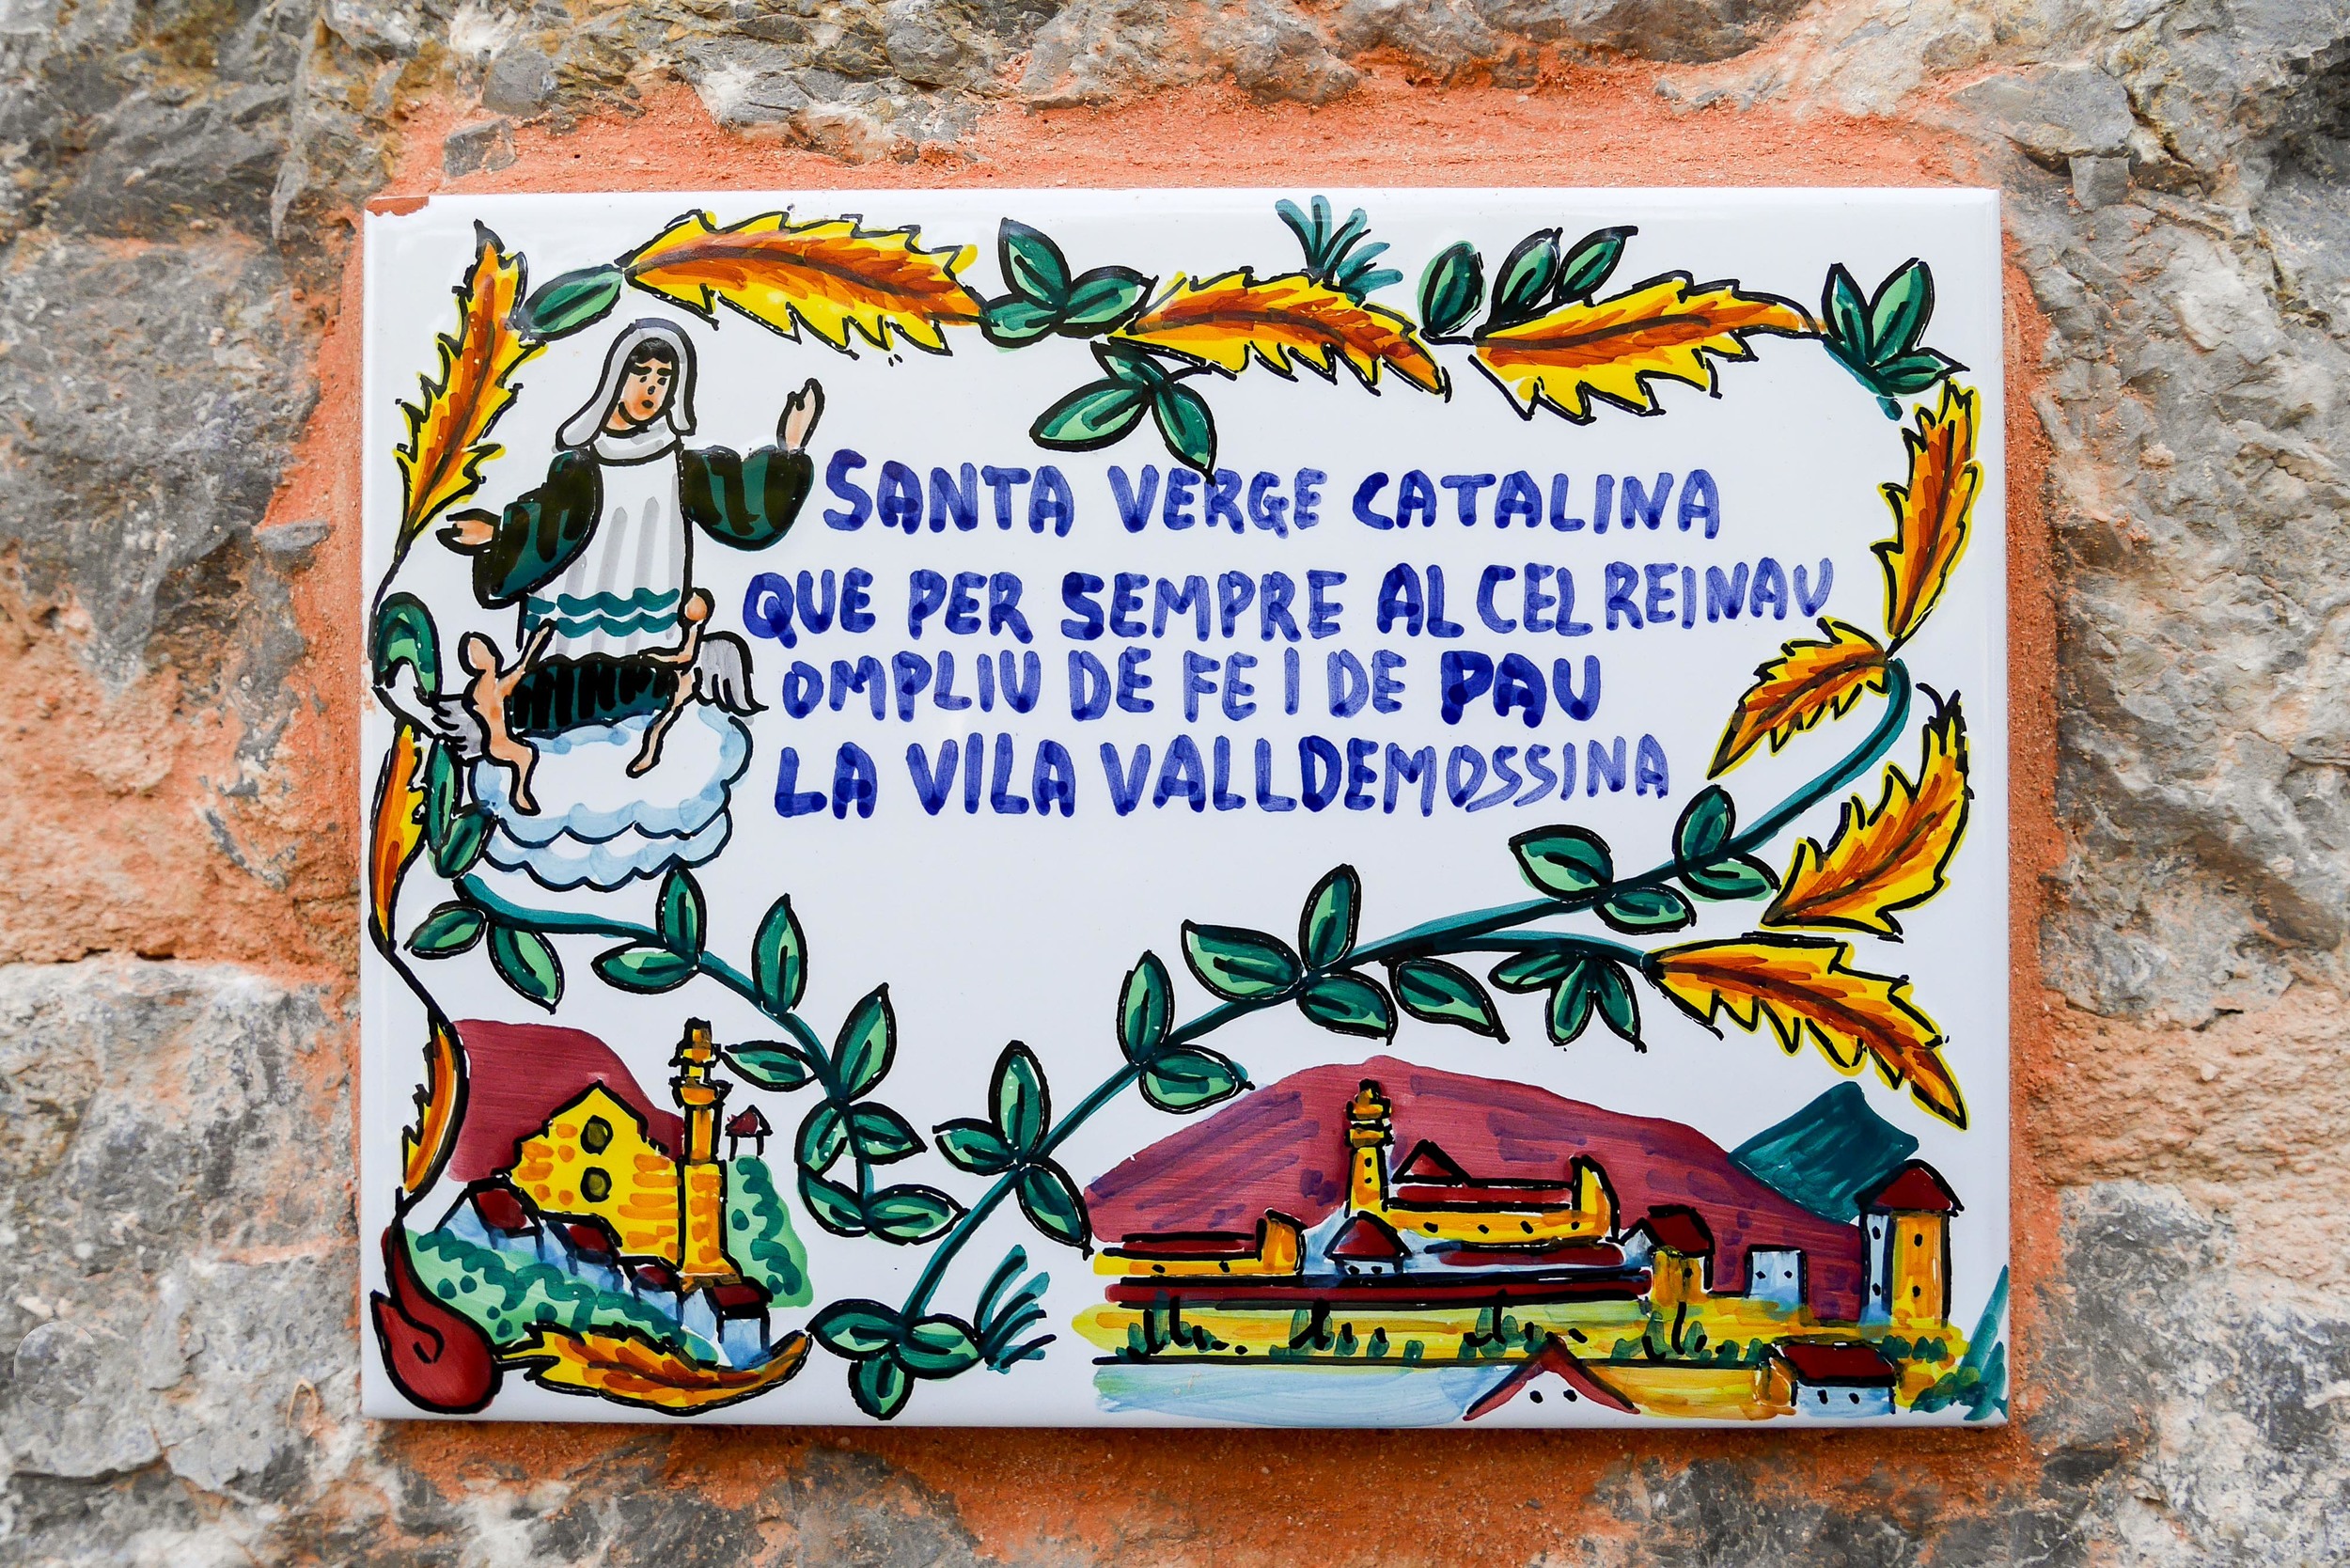 SANTA VERGE CATALINA
QUE PER SEMPRE AL CEL REINAU
OMPLIU DE FE I DE PAU
LA VILA VALLDEMOSSINA